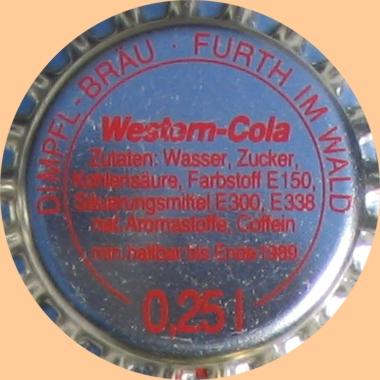 DIMPFL-BRÄU · FURTH IM WALD
Western-Cola
Zutaten: Wasser, Zucker,
Kohlensäure, Farbstoff E150,
Säuerungsmittel E300, E338
nat. Aromastoffe, Coffein
min. haltbar bis Ende 1989
0,25 l